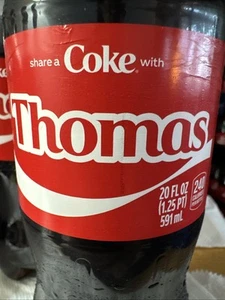 share a Coke with
Thomas
20 FL OZ
(1.25 PT)
591 mL
240